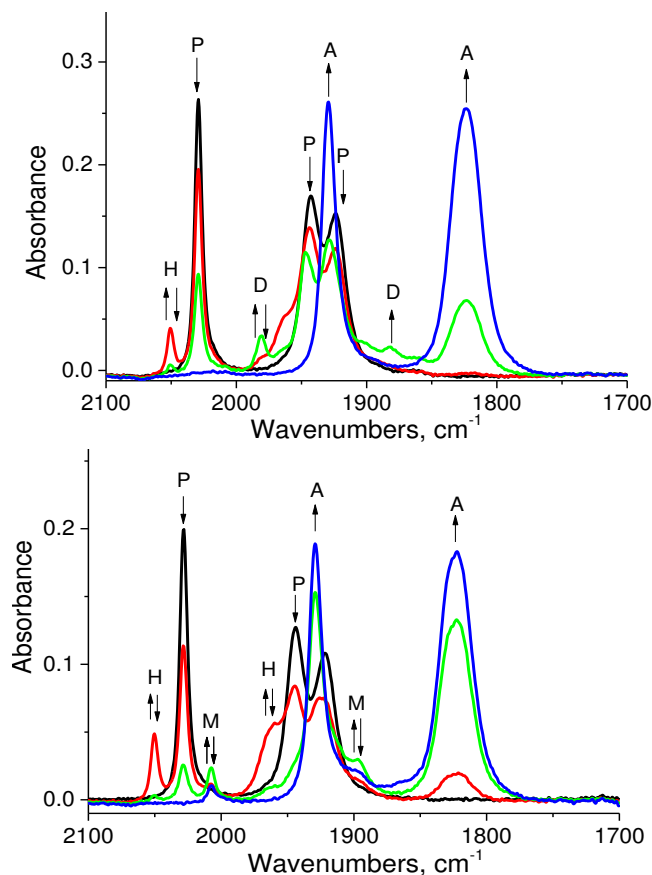 A A
P
0.3
P P
0.2
H
0.1
D D
0.0
2100 2000 1900 1800 1700
Wavenumbers, cm-1
Absorbance
P A A
0.2
P
H H
0.1
M M
0.0
2100 2000 1900 1800 1700
Wavenumbers, cm-1
Absorbance